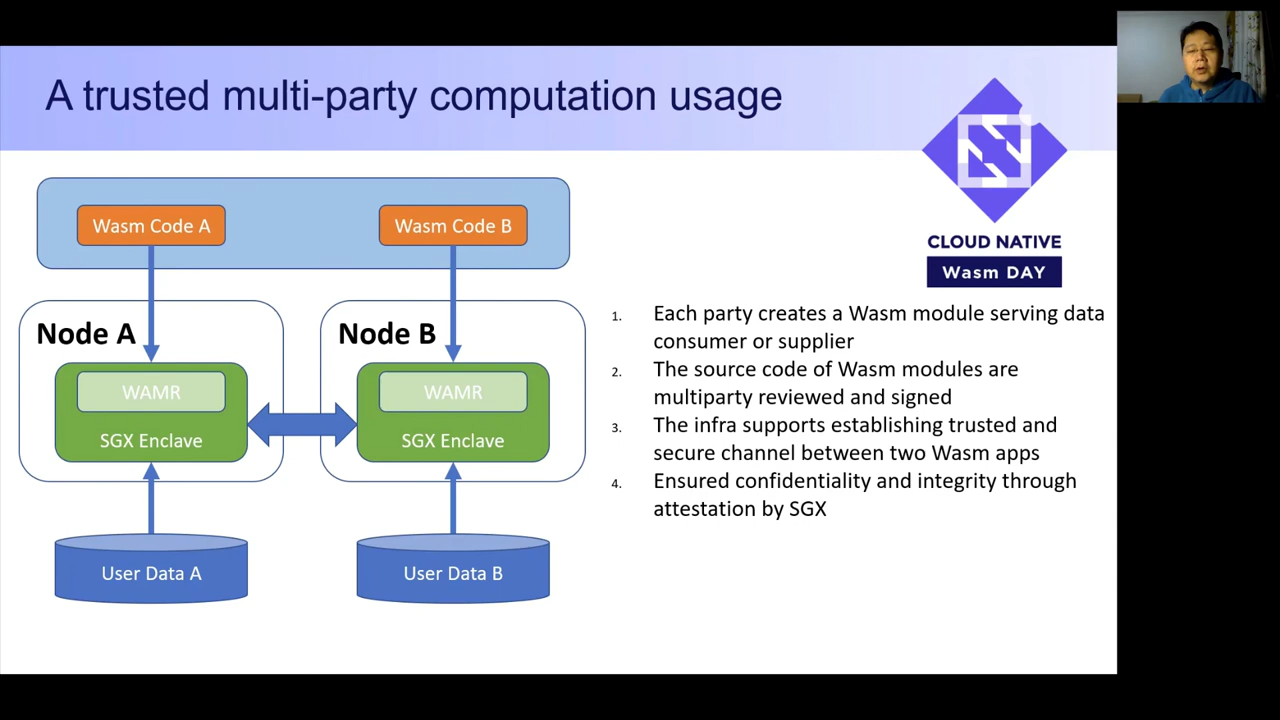 A trusted multi-party computation usage
Wasm Code A
Wasm Code B
Node A
Node B
WAMR
WAMR
SGX Enclave
SGX Enclave
User Data A
User Data B
CLOUD NATIVE
Wasm DAY
1. Each party creates a Wasm module serving data
consumer or supplier
2. The source code of Wasm modules are
multiparty reviewed and signed
3. The infra supports establishing trusted and
secure channel between two Wasm apps
4. Ensured confidentiality and integrity through
attestation by SGX